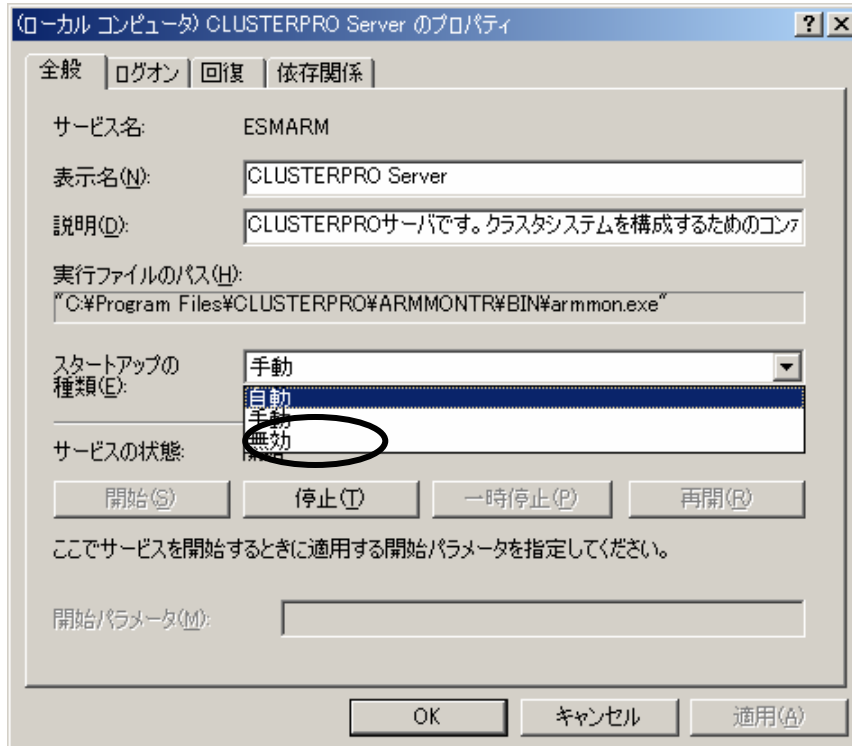 (ローカル コンピュータ) CLUSTERPRO Server のプロパティ
全般 ログオン 回復 依存関係
サービス名: ESMARM
表示名(N): CLUSTERPRO Server
説明(D): CLUSTERPROサーバです。クラスタシステムを構成するためのコンテ
実行ファイルのパス(H):
"C:¥Program Files¥CLUSTERPRO¥ARMMONTR¥BIN¥armmon.exe"
スタートアップの
種類(E):
手動
自動
手動
無効
サービスの状態: 開始
開始(S) 停止(T) 一時停止(P) 再開(R)
ここでサービスを開始するときに適用する開始パラメータを指定してください。
開始パラメータ(M):
OK キャンセル 適用(A)